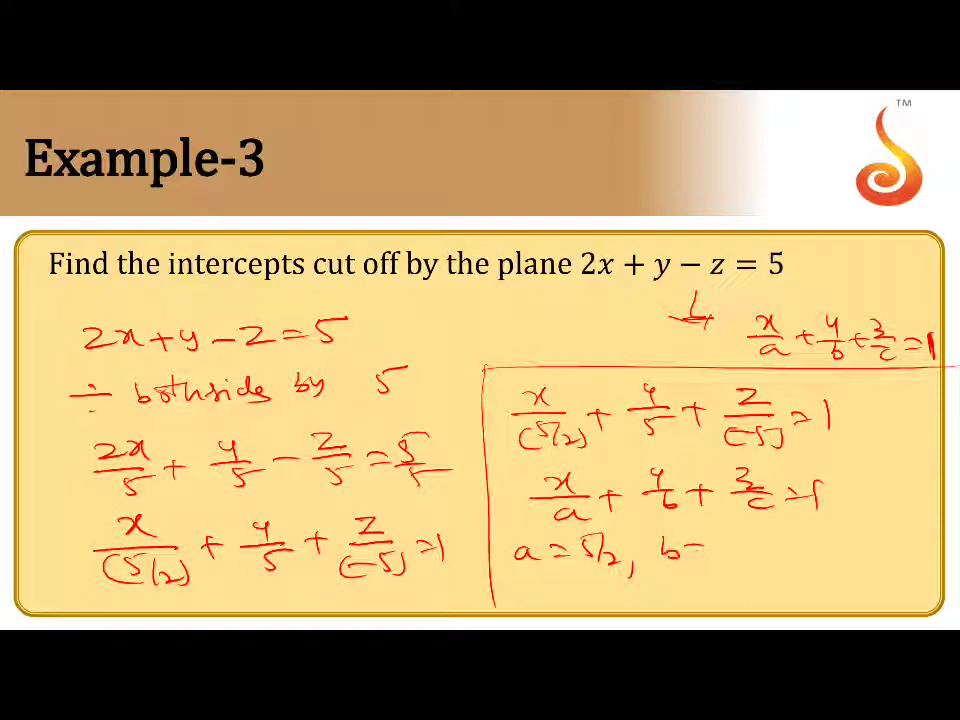 TM
Example-3
Find the intercepts cut off by the plane 2x + y − z = 5
2x + y − z = 5
÷ bothside by 5
2x/5 + y/5 − z/5 = 5/5
x/(5/2) + y/5 + z/(−5) = 1
x/a + y/b + z/c = 1
x/(5/2) + y/5 + z/(−5) = 1
x/a + y/b + z/c = 1
a = 5/2, b =